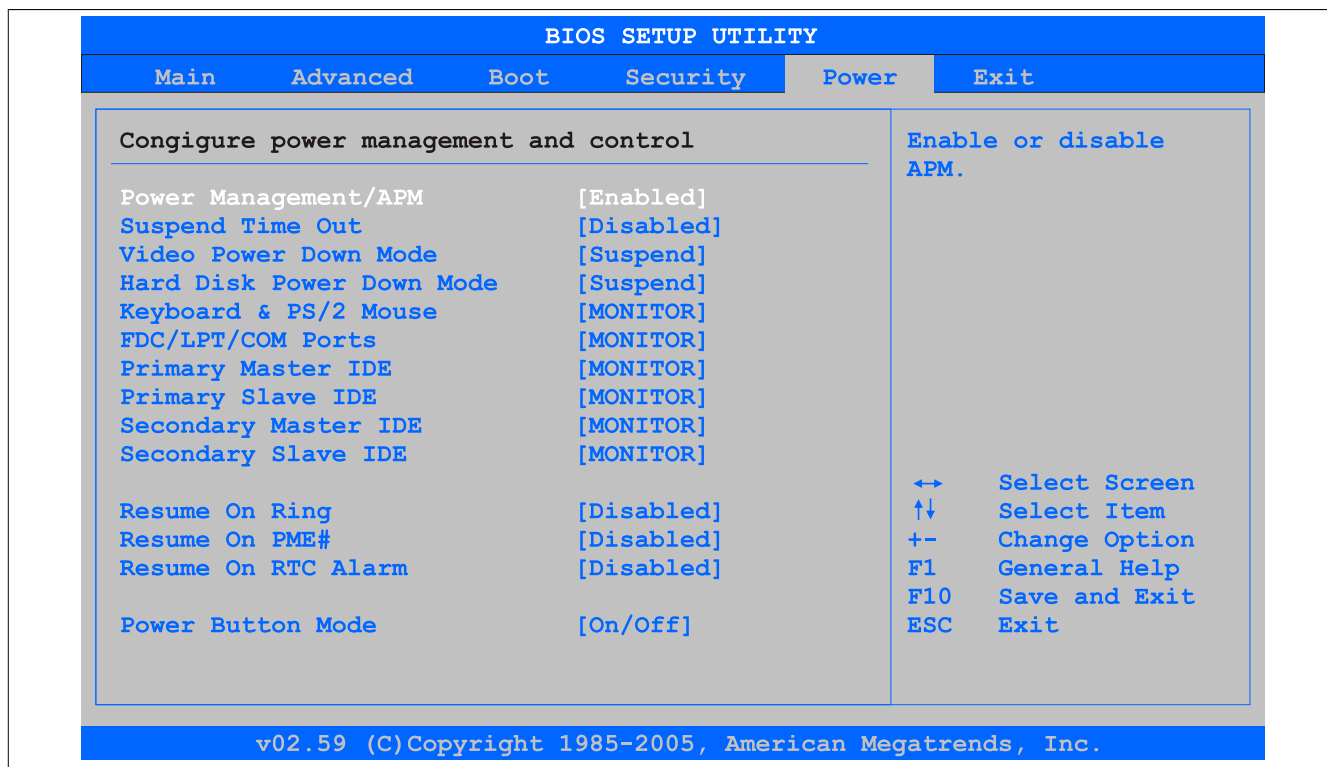 BIOS SETUP UTILITY
Main Advanced Boot Security Power Exit
Congigure power management and control
Power Management/APM [Enabled]
Suspend Time Out [Disabled]
Video Power Down Mode [Suspend]
Hard Disk Power Down Mode [Suspend]
Keyboard & PS/2 Mouse [MONITOR]
FDC/LPT/COM Ports [MONITOR]
Primary Master IDE [MONITOR]
Primary Slave IDE [MONITOR]
Secondary Master IDE [MONITOR]
Secondary Slave IDE [MONITOR]
Resume On Ring [Disabled]
Resume On PME# [Disabled]
Resume On RTC Alarm [Disabled]
Power Button Mode [On/Off]
Enable or disable
APM.
↔ Select Screen
↑↓ Select Item
+- Change Option
F1 General Help
F10 Save and Exit
ESC Exit
v02.59 (C)Copyright 1985-2005, American Megatrends, Inc.